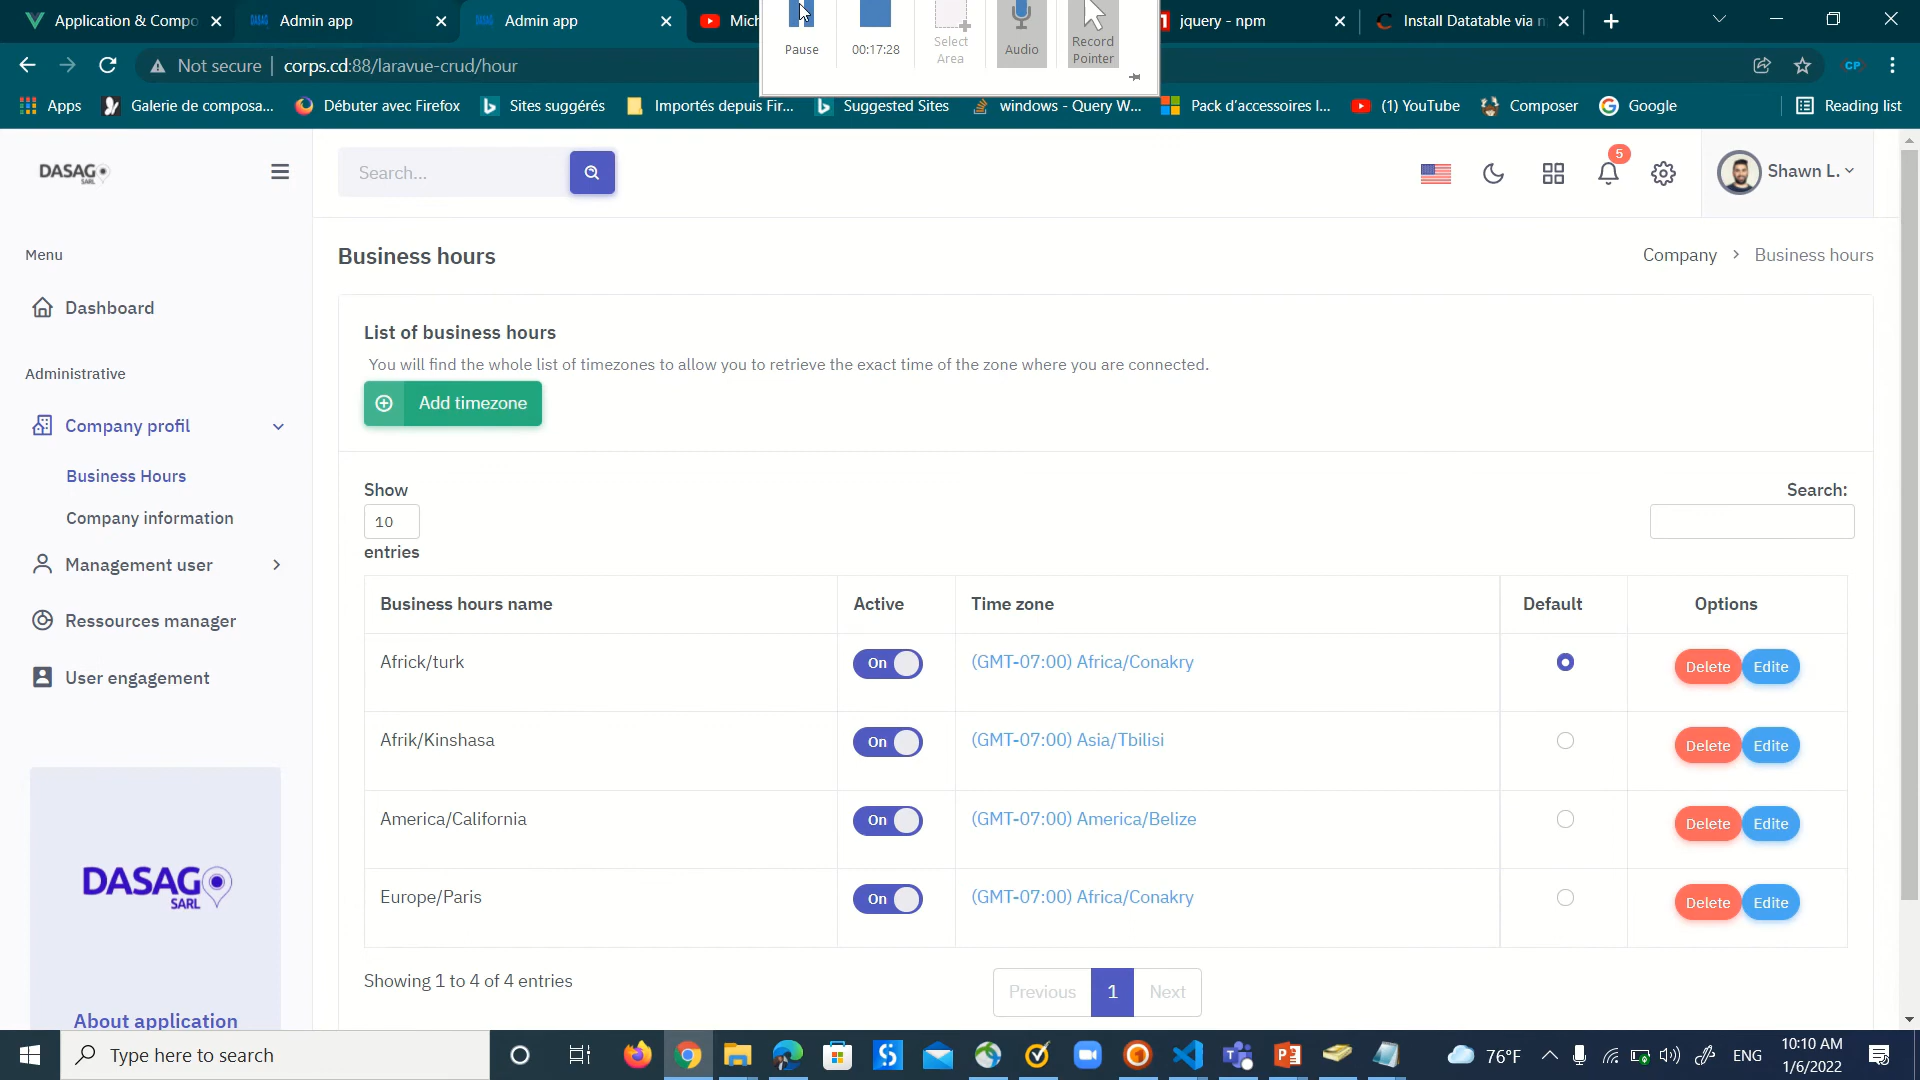 Application & Compo
Admin app
Admin app
Mich
jquery - npm
Install Datatable via n
Pause
00:17:28
Select Area
Audio
Record Pointer
Not secure
corps.cd:88/laravue-crud/hour
CP
Apps
Galerie de composa...
Débuter avec Firefox
Sites suggérés
Importés depuis Fir...
Suggested Sites
windows - Query W...
Pack d'accessoires l...
(1) YouTube
Composer
Google
Reading list
DASAG SARL
Search...
5
Shawn L.
Menu
Dashboard
Administrative
Company profil
Business Hours
Company information
Management user
Ressources manager
User engagement
DASAG SARL
About application
Business hours
Company > Business hours
List of business hours
You will find the whole list of timezones to allow you to retrieve the exact time of the zone where you are connected.
Add timezone
Show
10
entries
Search:
Business hours name Active Time zone Default Options
Africk/turk On (GMT-07:00) Africa/Conakry Delete Edite
Afrik/Kinshasa On (GMT-07:00) Asia/Tbilisi Delete Edite
America/California On (GMT-07:00) America/Belize Delete Edite
Europe/Paris On (GMT-07:00) Africa/Conakry Delete Edite
Showing 1 to 4 of 4 entries
Previous 1 Next
Type here to search
76°F
ENG
10:10 AM
1/6/2022